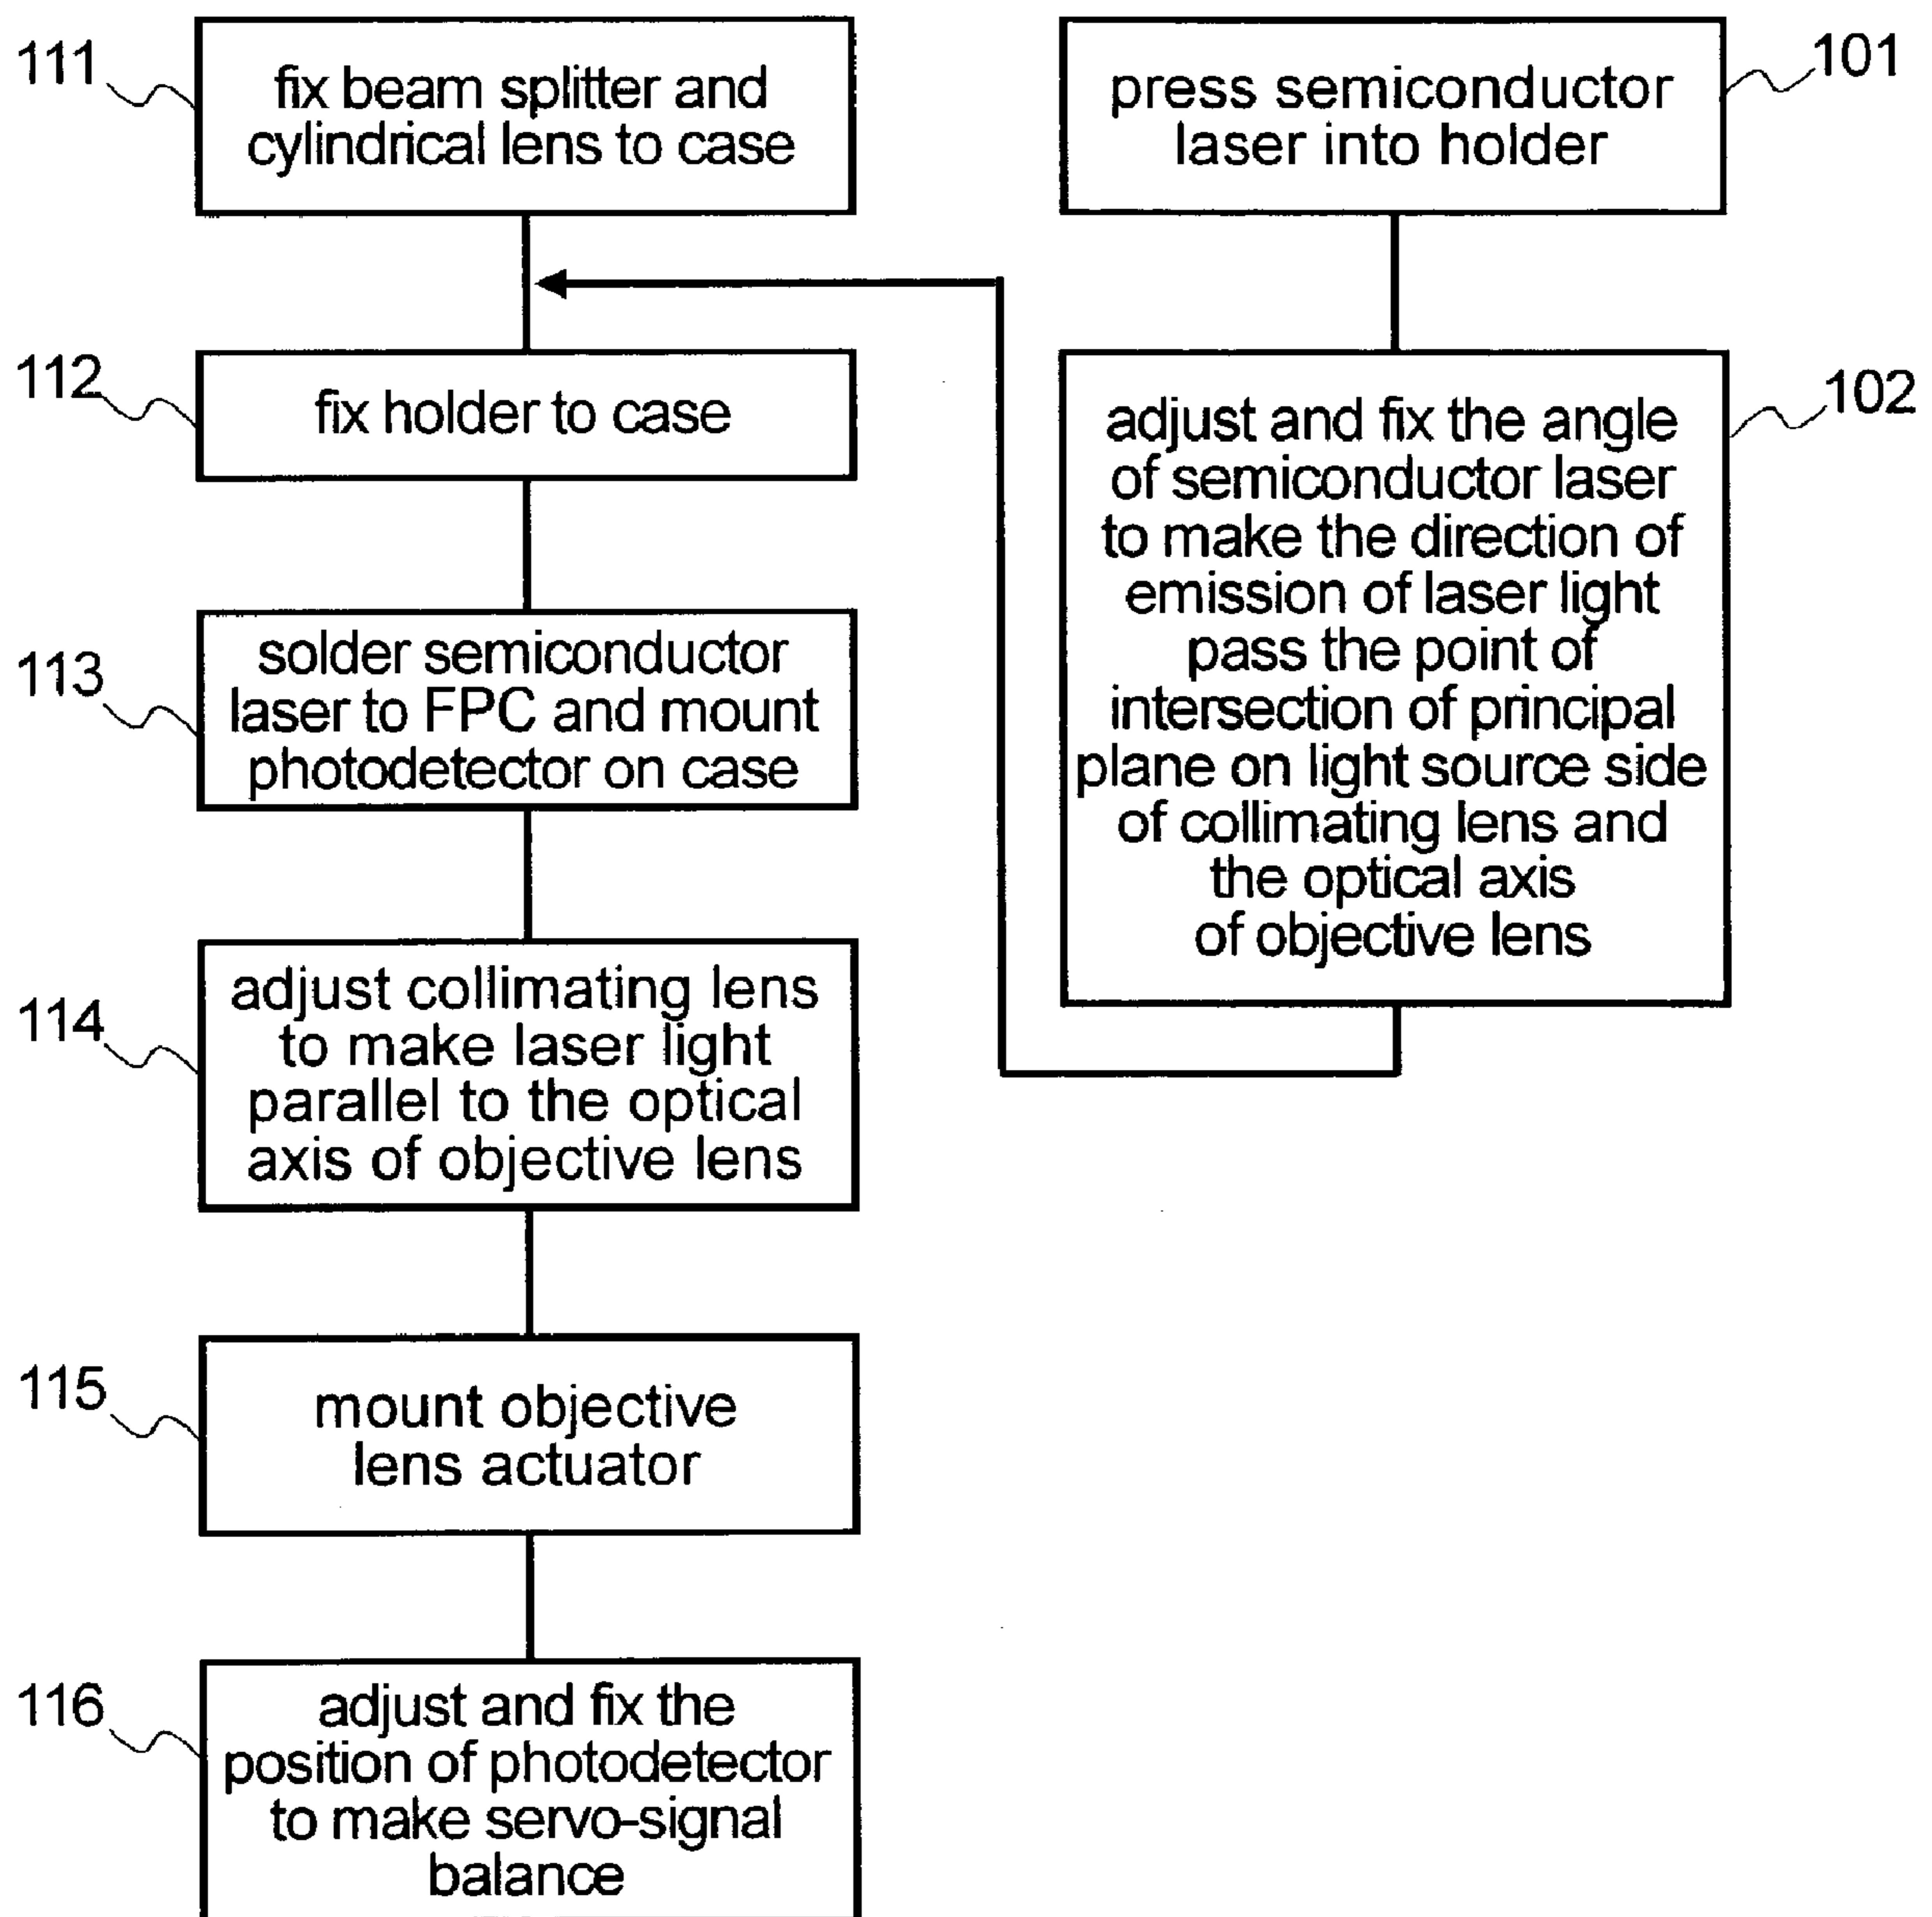 111
fix beam splitter and
cylindrical lens to case
112
fix holder to case
113
solder semiconductor
laser to FPC and mount
photodetector on case
114
adjust collimating lens
to make laser light
parallel to the optical
axis of objective lens
115
mount objective
lens actuator
116
adjust and fix the
position of photodetector
to make servo-signal
balance
101
press semiconductor
laser into holder
102
adjust and fix the angle
of semiconductor laser
to make the direction of
emission of laser light
pass the point of
intersection of principal
plane on light source side
of collimating lens and
the optical axis
of objective lens